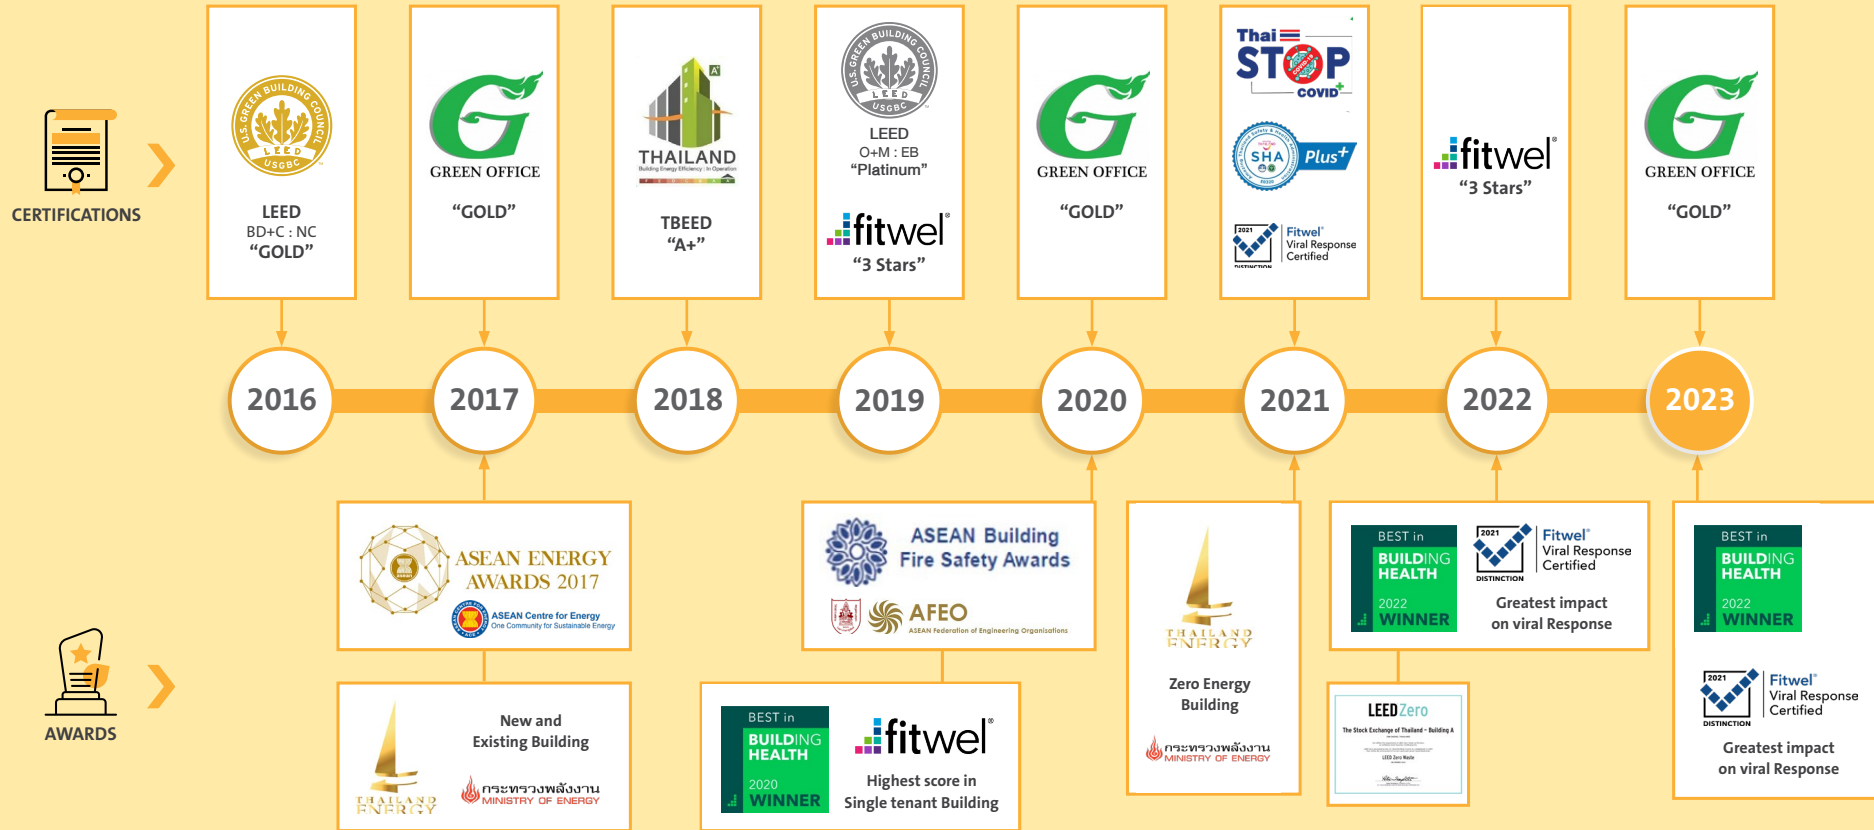 CERTIFICATIONS
U.S. GREEN BUILDING COUNCIL
LEED
USGBC
LEED
BD+C : NC
“GOLD”
G
GREEN OFFICE
“GOLD”
A+
THAILAND
Building Energy Efficiency : In Operation
TBEED
“A+”
U.S. GREEN BUILDING COUNCIL
LEED
USGBC
LEED
O+M : EB
“Platinum”
fitwel®
“3 Stars”
G
GREEN OFFICE
“GOLD”
Thai
STOP
COVID+
SHA
Plus+
2021
DISTINCTION
Fitwel®
Viral Response
Certified
fitwel®
“3 Stars”
G
GREEN OFFICE
“GOLD”
2016
2017
2018
2019
2020
2021
2022
2023
AWARDS
ASEAN ENERGY
AWARDS 2017
ASEAN Centre for Energy
One Community for Sustainable Energy
THAILAND
ENERGY
New and
Existing Building
กระทรวงพลังงาน
MINISTRY OF ENERGY
ASEAN Building
Fire Safety Awards
AFEO
ASEAN Federation of Engineering Organisations
BEST in
BUILDING
HEALTH
2020
WINNER
fitwel®
Highest score in
Single tenant Building
THAILAND
ENERGY
Zero Energy
Building
กระทรวงพลังงาน
MINISTRY OF ENERGY
BEST in
BUILDING
HEALTH
2022
WINNER
2021
DISTINCTION
Fitwel®
Viral Response
Certified
Greatest impact
on viral Response
LEED Zero
The Stock Exchange of Thailand - Building A
LEED Zero Waste
BEST in
BUILDING
HEALTH
2022
WINNER
2021
DISTINCTION
Fitwel®
Viral Response
Certified
Greatest impact
on viral Response